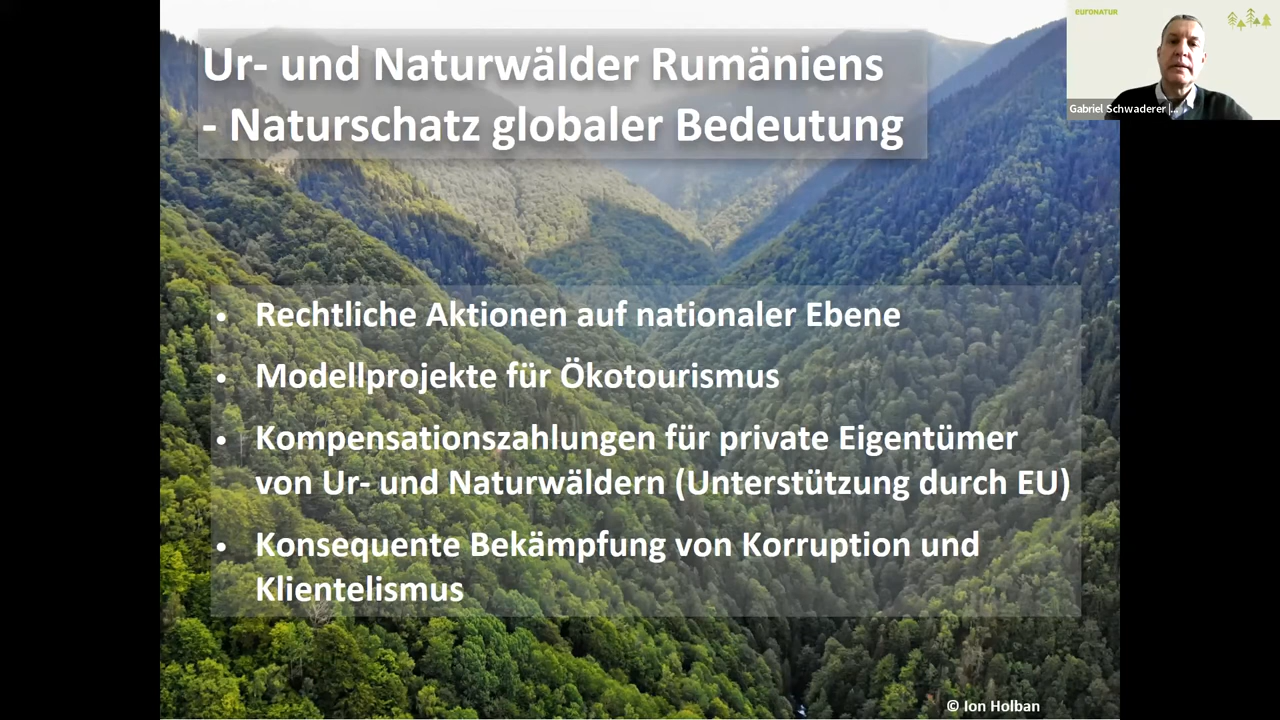 Ur- und Naturwälder Rumäniens
- Naturschatz globaler Bedeutung
• Rechtliche Aktionen auf nationaler Ebene
• Modellprojekte für Ökotourismus
• Kompensationszahlungen für private Eigentümer
von Ur- und Naturwäldern (Unterstützung durch EU)
• Konsequente Bekämpfung von Korruption und
Klientelismus
© Ion Holban
euroNATUR
Gabriel Schwaderer |...